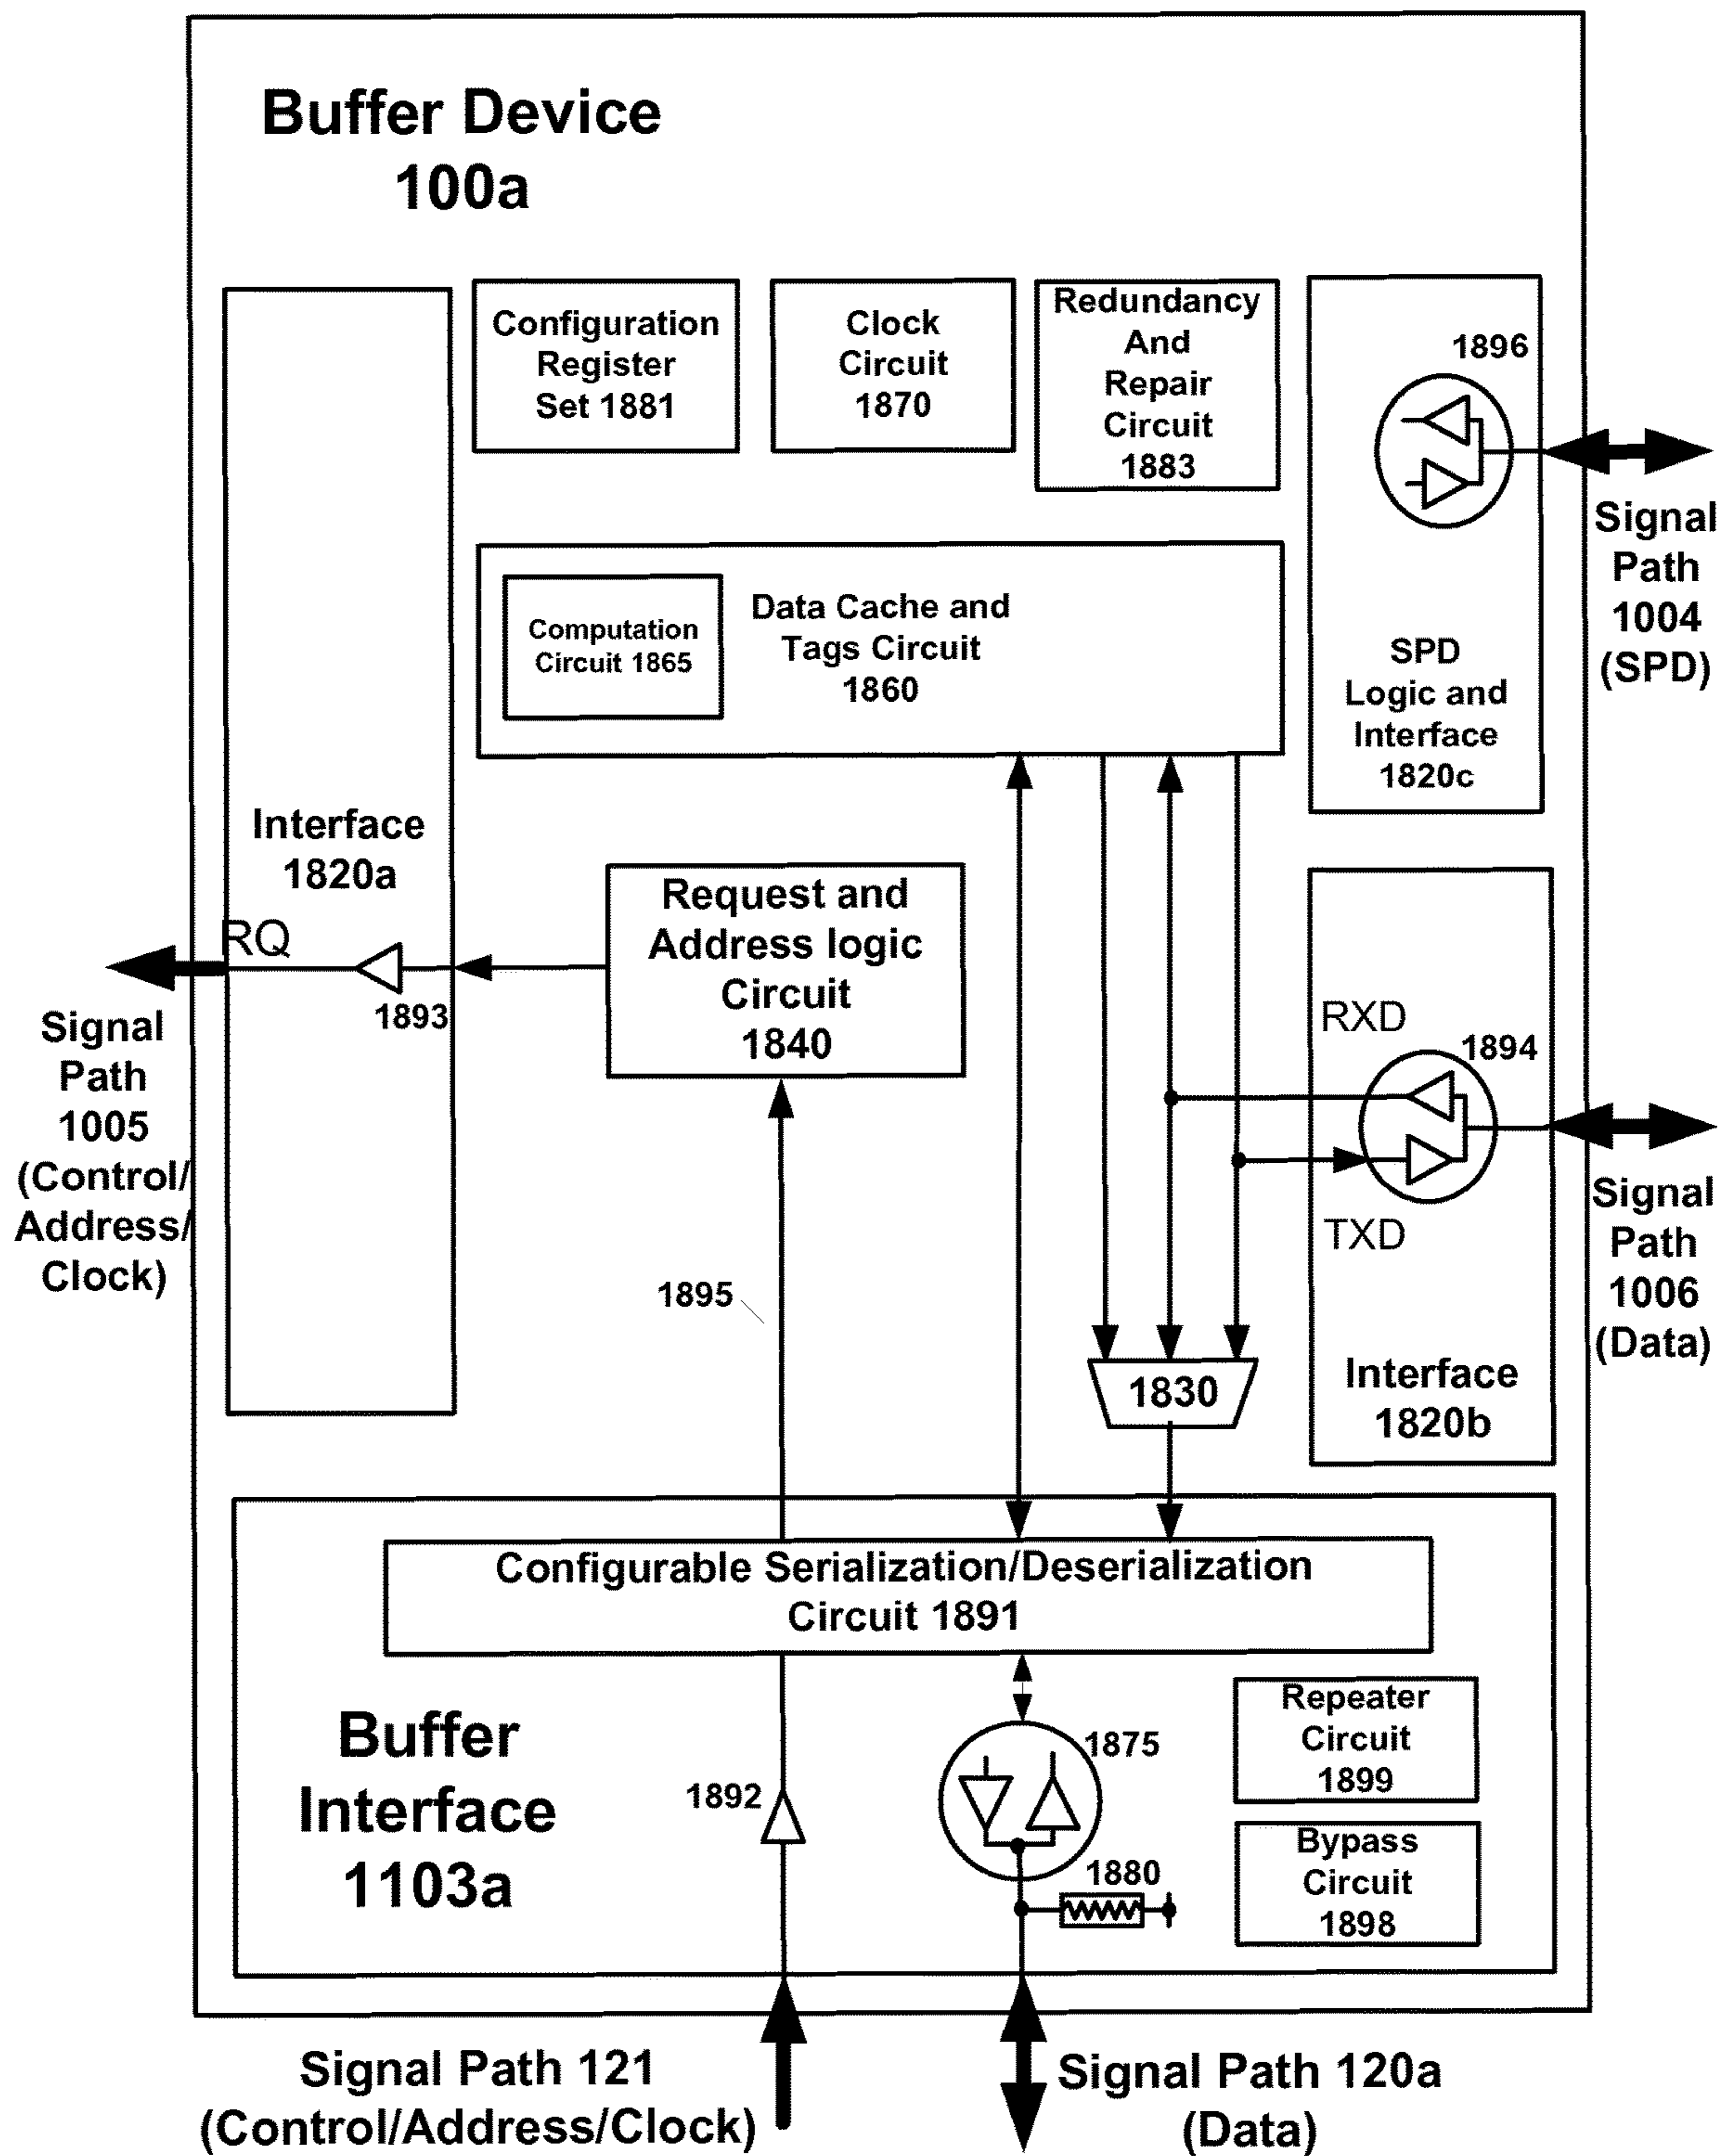 Buffer Device
100a
Configuration
Register
Set 1881
Clock
Circuit
1870
Redundancy
And
Repair
Circuit
1883
1896
SPD
Logic and
Interface
1820c
Signal
Path
1004
(SPD)
Computation
Circuit 1865
Data Cache and
Tags Circuit
1860
Interface
1820a
RQ
1893
Signal
Path
1005
(Control/
Address/
Clock)
Request and
Address logic
Circuit
1840
RXD
1894
TXD
Interface
1820b
Signal
Path
1006
(Data)
1895
1830
Configurable Serialization/Deserialization
Circuit 1891
Buffer
Interface
1103a
1892
1875
1880
Repeater
Circuit
1899
Bypass
Circuit
1898
Signal Path 121
(Control/Address/Clock)
Signal Path 120a
(Data)